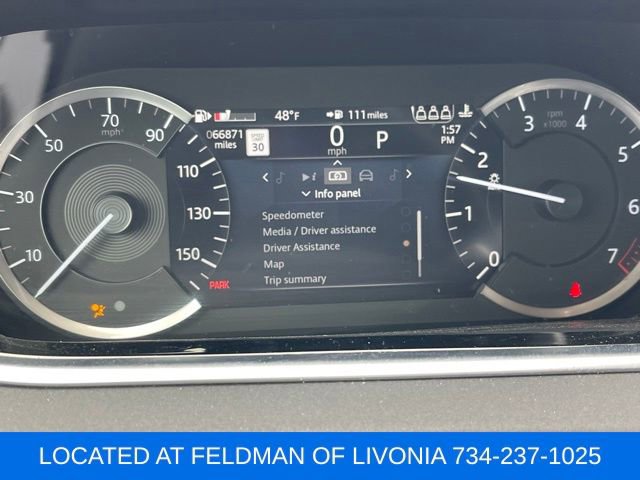 48°F
111 miles
066871
miles
SPEED
LIMIT
30
0
mph
P
1:57
PM
Info panel
Speedometer
Media / Driver assistance
Driver Assistance
Map
Trip summary
10
30
50
70
mph
90
110
130
150
PARK
0
1
2
3
4
rpm
x1000
5
6
7
LOCATED AT FELDMAN OF LIVONIA 734-237-1025